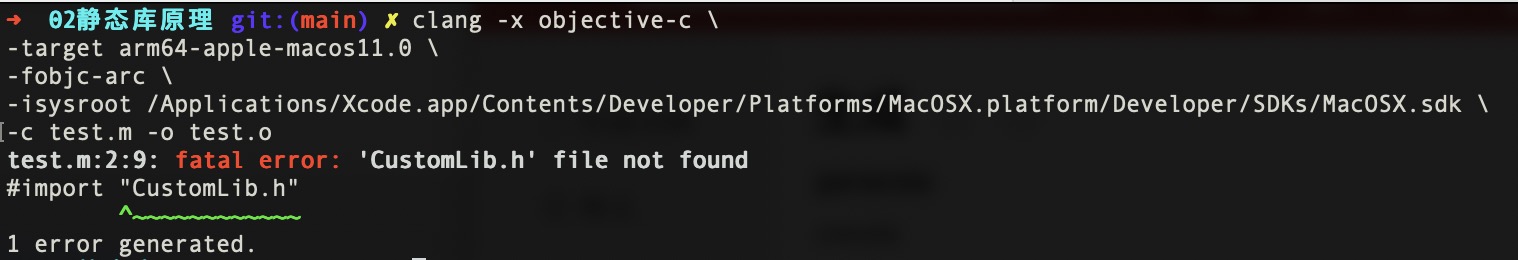 ➜  02静态库原理 git:(main) ✗ clang -x objective-c \
-target arm64-apple-macos11.0 \
-fobjc-arc \
-isysroot /Applications/Xcode.app/Contents/Developer/Platforms/MacOSX.platform/Developer/SDKs/MacOSX.sdk \
-c test.m -o test.o
test.m:2:9: fatal error: 'CustomLib.h' file not found
#import "CustomLib.h"
        ^~~~~~~~~~~~~
1 error generated.